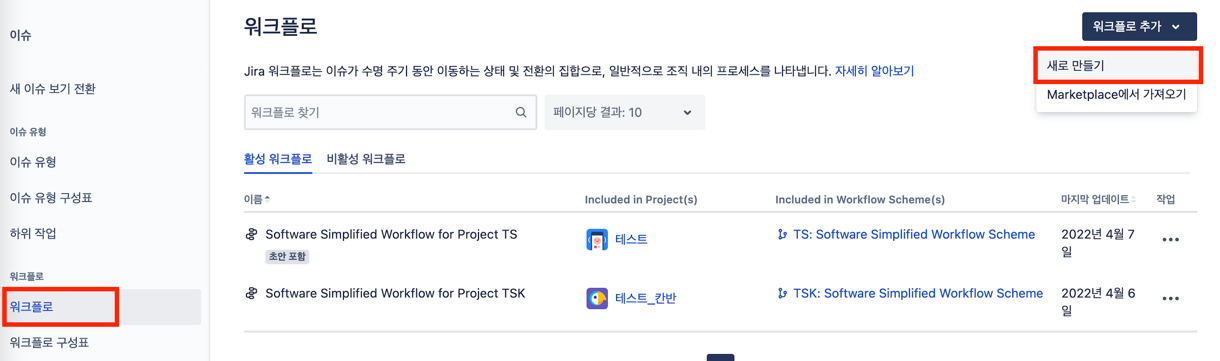 이슈
새 이슈 보기 전환
이슈 유형
이슈 유형
이슈 유형 구성표
하위 작업
워크플로
워크플로
워크플로 구성표
워크플로
워크플로 추가
새로 만들기
Marketplace에서 가져오기
Jira 워크플로는 이슈가 수명 주기 동안 이동하는 상태 및 전환의 집합으로, 일반적으로 조직 내의 프로세스를 나타냅니다. 자세히 알아보기
워크플로 찾기
페이지당 결과: 10
활성 워크플로 비활성 워크플로
이름 Included in Project(s) Included in Workflow Scheme(s) 마지막 업데이트 작업
Software Simplified Workflow for Project TS 테스트 TS: Software Simplified Workflow Scheme 2022년 4월 7
일
초안 포함
Software Simplified Workflow for Project TSK 테스트_칸반 TSK: Software Simplified Workflow Scheme 2022년 4월 6
일